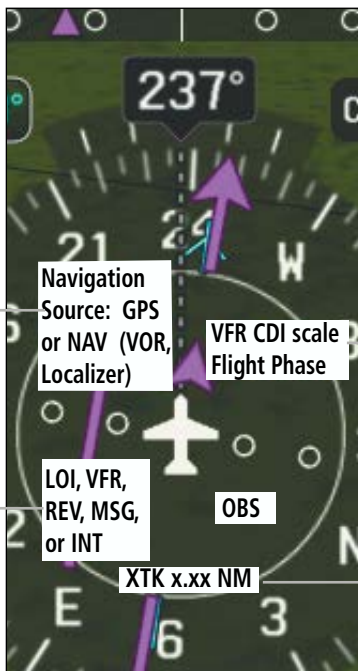 237°
°
C
21
24
W
Navigation
Source: GPS
or NAV (VOR,
Localizer)
VFR CDI scale
Flight Phase
LOI, VFR,
REV, MSG,
or INT
OBS
XTK x.xx NM
2
N
E
6
3